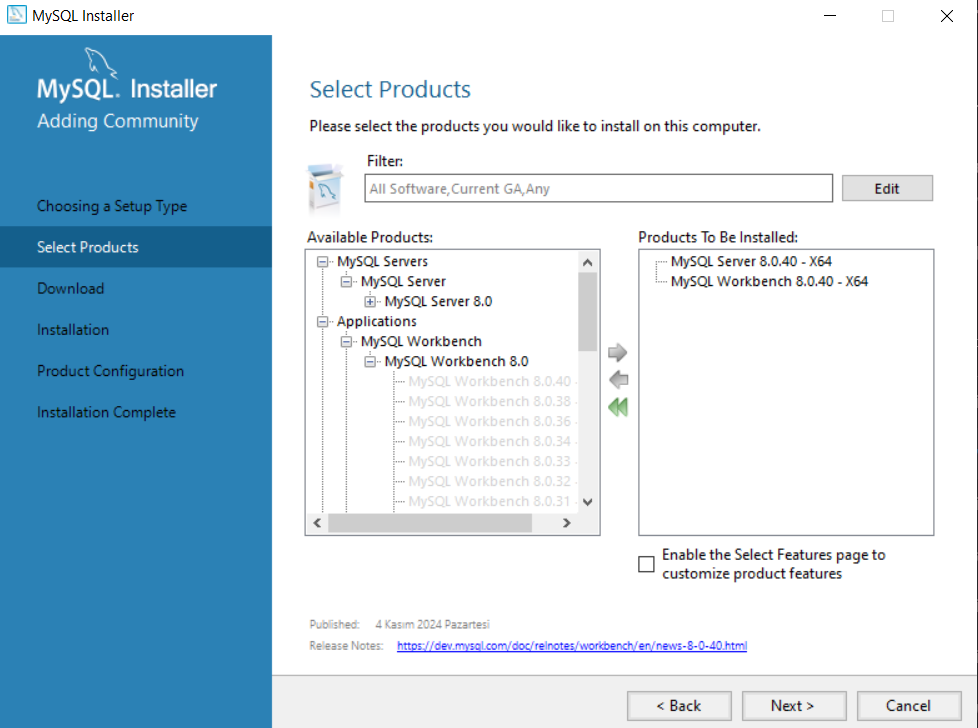 MySQL Installer
MySQL. Installer
Adding Community
Choosing a Setup Type
Select Products
Download
Installation
Product Configuration
Installation Complete
Select Products
Please select the products you would like to install on this computer.
Filter:
All Software,Current GA,Any
Edit
Available Products:
MySQL Servers
MySQL Server
MySQL Server 8.0
Applications
MySQL Workbench
MySQL Workbench 8.0
MySQL Workbench 8.0.40 -
MySQL Workbench 8.0.38 -
MySQL Workbench 8.0.36 -
MySQL Workbench 8.0.34 -
MySQL Workbench 8.0.33 -
MySQL Workbench 8.0.32 -
MySQL Workbench 8.0.31 -
Products To Be Installed:
MySQL Server 8.0.40 - X64
MySQL Workbench 8.0.40 - X64
Enable the Select Features page to
customize product features
Published: 4 Kasım 2024 Pazartesi
Release Notes: https://dev.mysql.com/doc/relnotes/workbench/en/news-8-0-40.html
< Back
Next >
Cancel